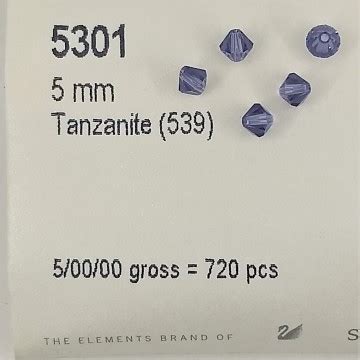 5301
5 mm
Tanzanite (539)
5/00/00 gross = 720 pcs
THE ELEMENTS BRAND OF
S